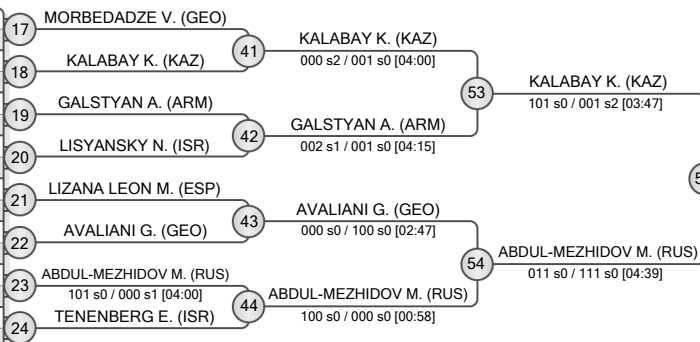 17
MORBEDADZE V. (GEO)
18
KALABAY K. (KAZ)
41
KALABAY K. (KAZ)
000 s2 / 001 s0 [04:00]
19
GALSTYAN A. (ARM)
20
LISYANSKY N. (ISR)
42
GALSTYAN A. (ARM)
002 s1 / 001 s0 [04:15]
53
KALABAY K. (KAZ)
101 s0 / 001 s2 [03:47]
21
LIZANA LEON M. (ESP)
22
AVALIANI G. (GEO)
43
AVALIANI G. (GEO)
000 s0 / 100 s0 [02:47]
23
ABDUL-MEZHIDOV M. (RUS)
101 s0 / 000 s1 [04:00]
24
TENENBERG E. (ISR)
44
ABDUL-MEZHIDOV M. (RUS)
100 s0 / 000 s0 [00:58]
54
ABDUL-MEZHIDOV M. (RUS)
011 s0 / 111 s0 [04:39]